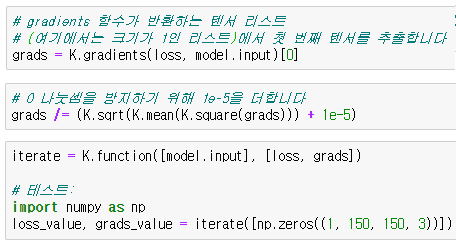 # gradients 함수가 반환하는 텐서 리스트
# (여기에서는 크기가 1인 리스트)에서 첫 번째 텐서를 추출합니다
grads = K.gradients(loss, model.input)[0]
# 0 나눗셈을 방지하기 위해 1e-5을 더합니다
grads /= (K.sqrt(K.mean(K.square(grads))) + 1e-5)
iterate = K.function([model.input], [loss, grads])
# 테스트:
import numpy as np
loss_value, grads_value = iterate([np.zeros((1, 150, 150, 3))])